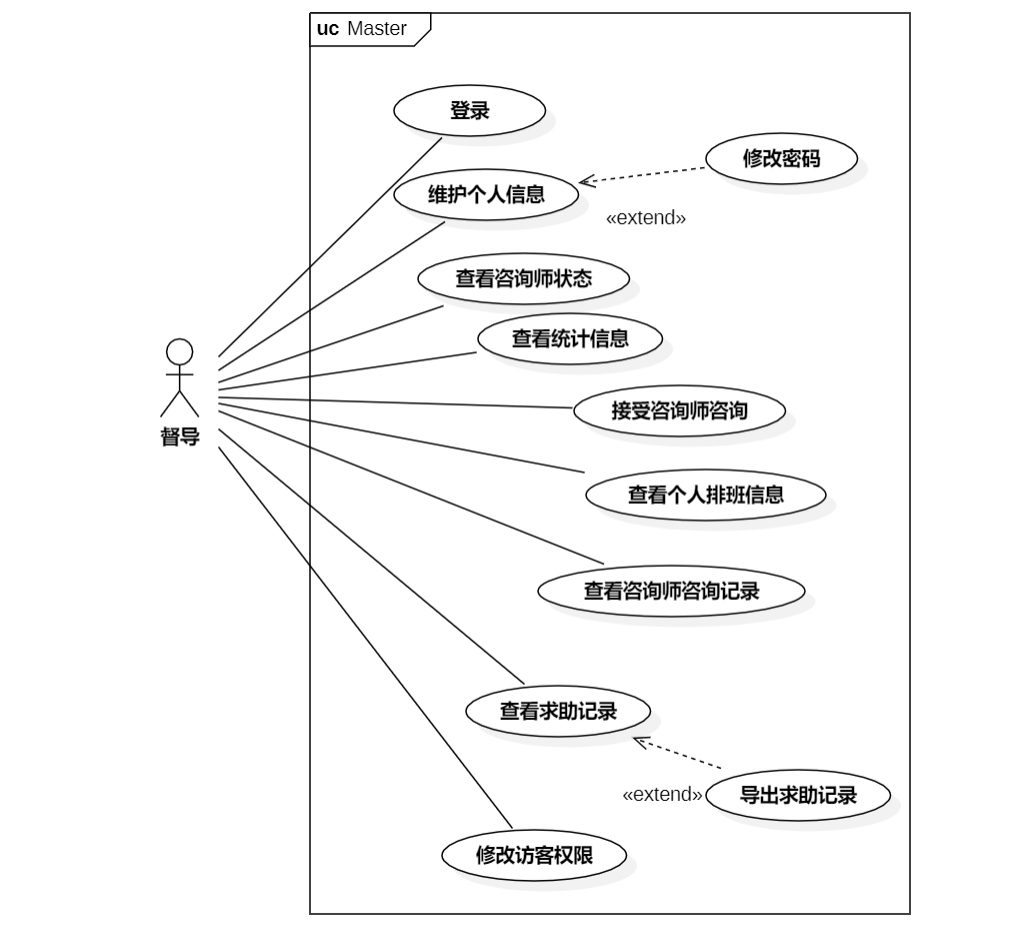 uc Master
登录
修改密码
维护个人信息
«extend»
查看咨询师状态
查看统计信息
接受咨询师咨询
督导
查看个人排班信息
查看咨询师咨询记录
查看求助记录
«extend»
导出求助记录
修改访客权限